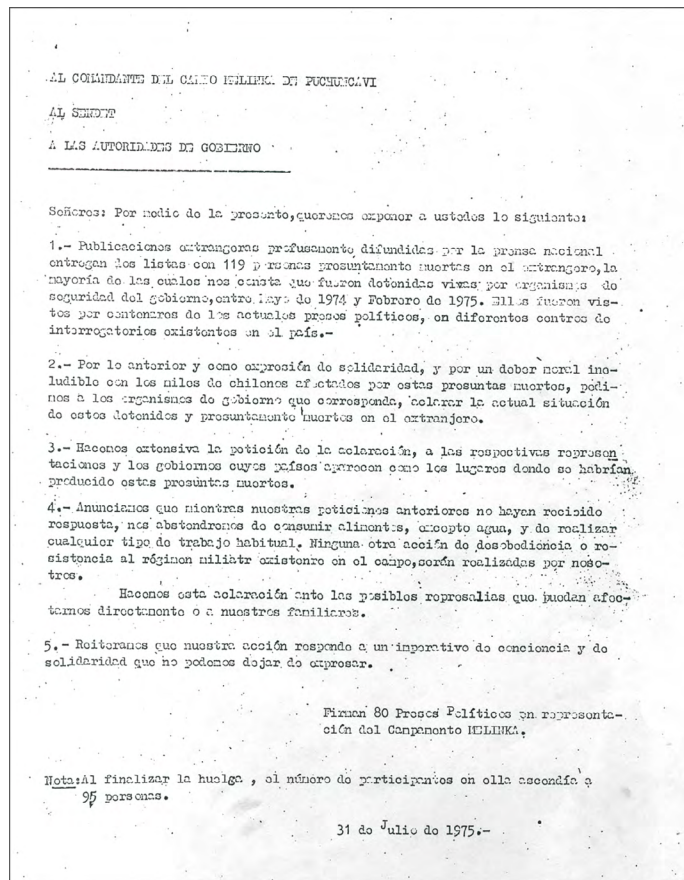 AL COMANDANTE DEL CAMPO MELINKA DE PUCHUNCAVI
AL SENDET
A LAS AUTORIDADES DE GOBIERNO
Señores: Por medio de la presente,queremos exponer a ustedes lo siguiente:
1.- Publicaciones extrangeras profusamente difundidas por la prensa nacional
entregan dos listas con 119 personas presuntamente muertas en el extrangero,la
mayoría de las cuales nos consta que fueron detenidas vivas por organismos de
seguridad del gobierno,entre Mayo de 1974 y Febrero de 1975. Ellos fueron vis-
tos por centenares de los actuales presos políticos, en diferentes centros de
interrogatorios existentes en el país.-
2.- Por lo anterior y como expresión de solidaridad, y por un deber moral ine-
ludible con los miles de chilenos afectados por estas presuntas muertes, pedi-
mos a los organismos de gobierno que corresponda, aclarar la actual situación
de estos detenidos y presuntamente muertos en el extranjero.
3.- Hacemos extensiva la petición de la aclaración, a las respectivas represen
taciones y los gobiernos cuyos países aparecen como los lugares donde se habrían
producido estas presuntas muertes.
4.- Anunciamos que mientras nuestras peticiones anteriores no hayan recibido
respuesta, nos abstendremos de consumir alimentos, excepto agua, y de realizar
cualquier tipo de trabajo habitual. Ninguna otra acción de desobediencia o re-
sistencia al régimen miliatr existente en el campo,serán realizadas por noso-
tros.
Hacemos esta aclaración ante las posibles represalias que puedan afec-
tarnos directamente o a nuestros familiares.
5.- Reiteramos que nuestra acción responde a un imperativo de conciencia y de
solidaridad que no podemos dejar de expresar.
Firman 80 Presos Políticos en representa-
ción del Campamento MELINKA.
Nota:Al finalizar la huelga , el número de participantes en ella ascendía a
95 personas.
31 de Julio de 1975.-